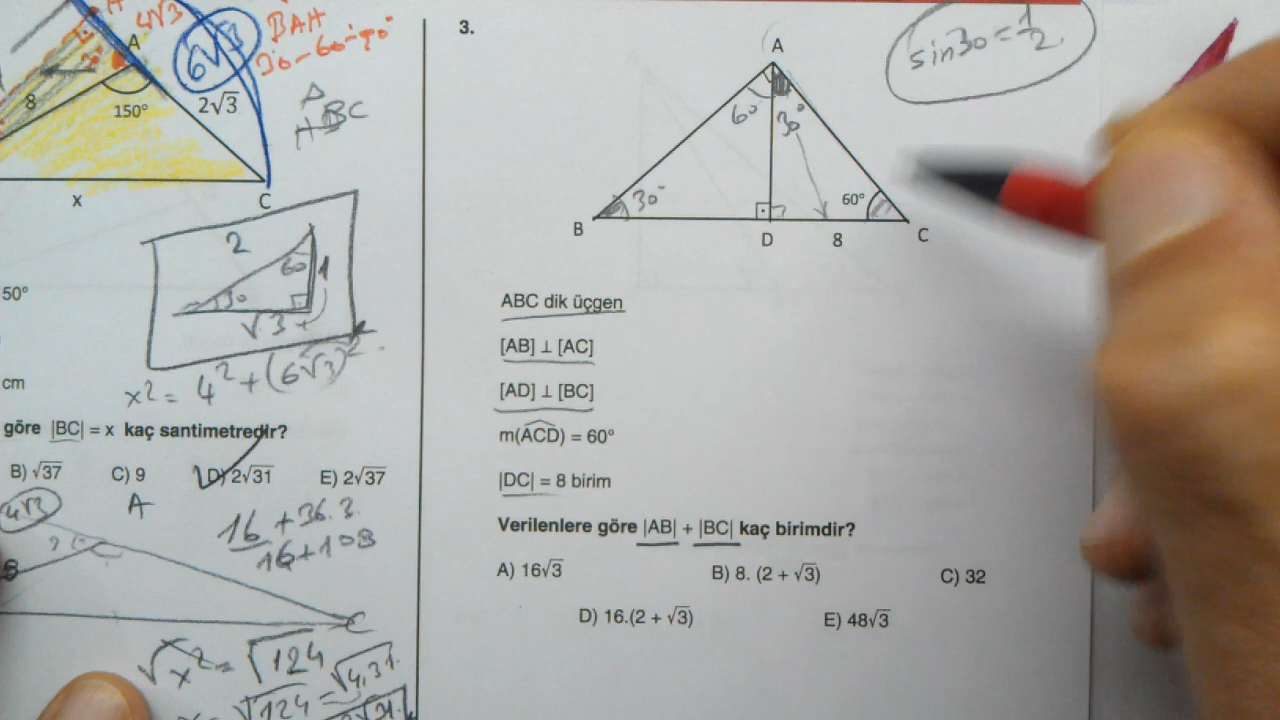 A
4√3
6√3
BAH
30-60-90
8
A
150°
2√3
x
C
2
60
1
30
√3
50°
cm
x² = 4² + (6√3)²
göre |BC| = x kaç santimetredir?
B) √37 C) 9 D) 2√31 E) 2√37
4√3
A
16 + 36.3
16+108
C
√x² = √124
√124 = √4.31
3.
sin30 = 1/2
A
60° 30°
30°
60°
B
D
8
C
ABC dik üçgen
[AB] ⊥ [AC]
[AD] ⊥ [BC]
m(ACD) = 60°
|DC| = 8 birim
Verilenlere göre |AB| + |BC| kaç birimdir?
A) 16√3 B) 8. (2 + √3) C) 32
D) 16.(2 + √3) E) 48√3